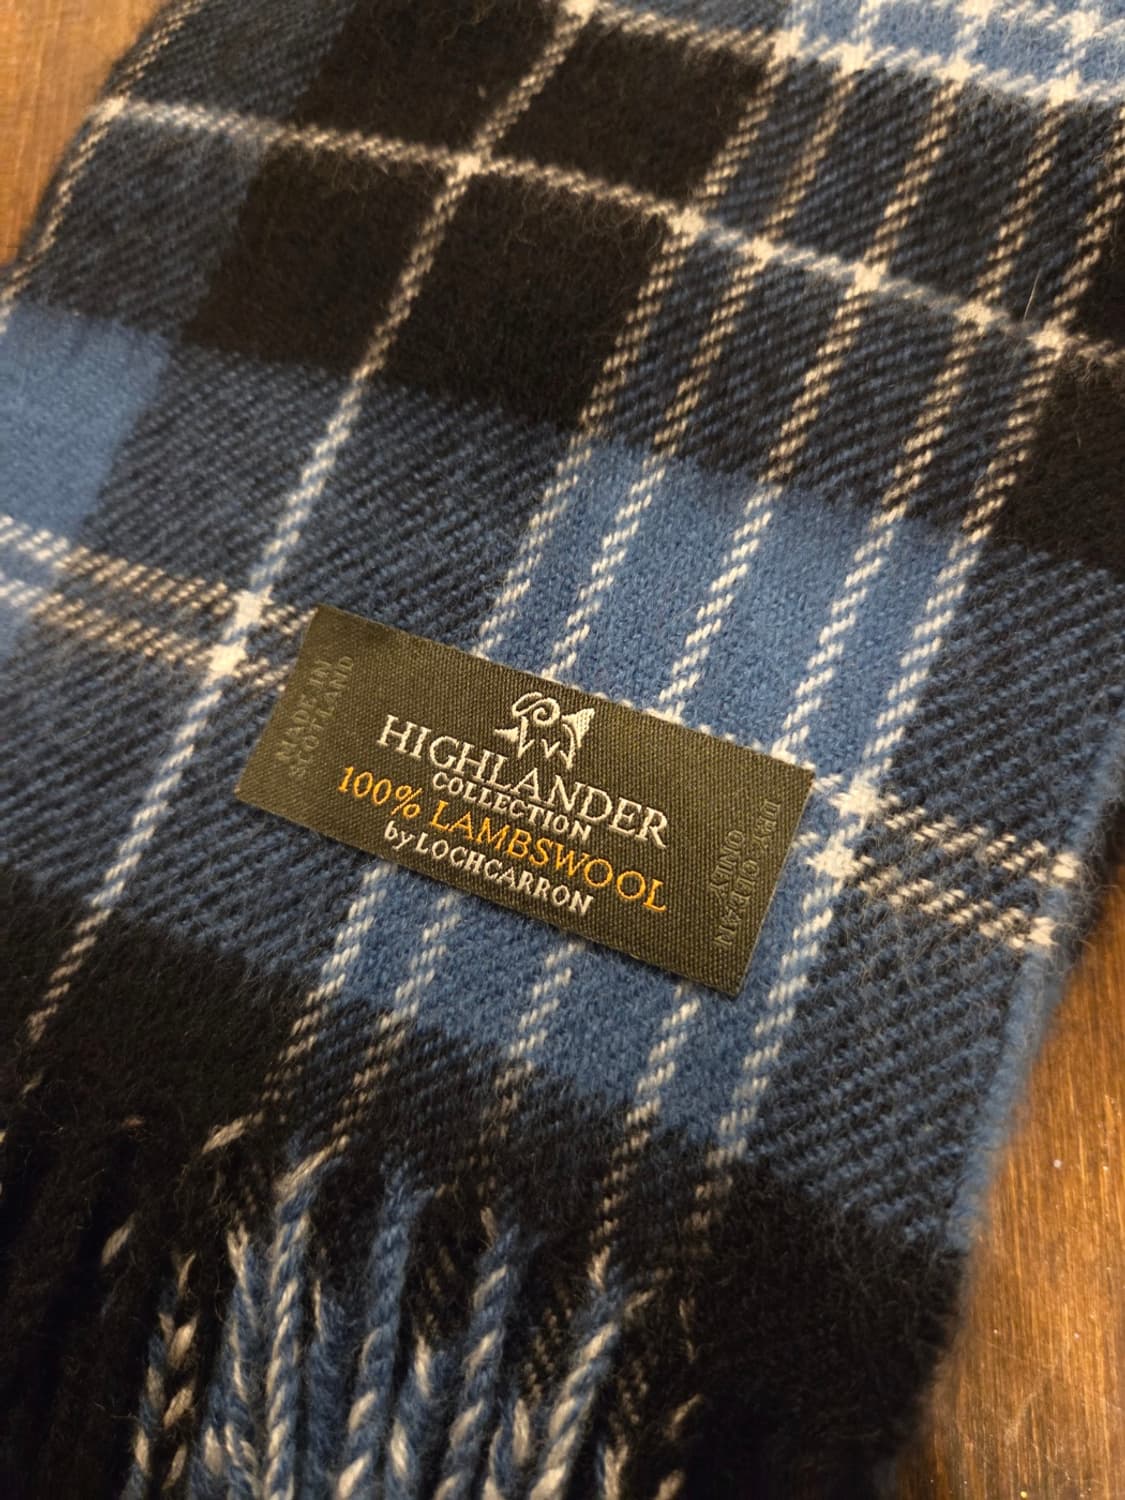 MADE IN
SCOTLAND
HIGHLANDER
COLLECTION
100% LAMBSWOOL
by LOCHCARRON
DRY CLEAN
ONLY